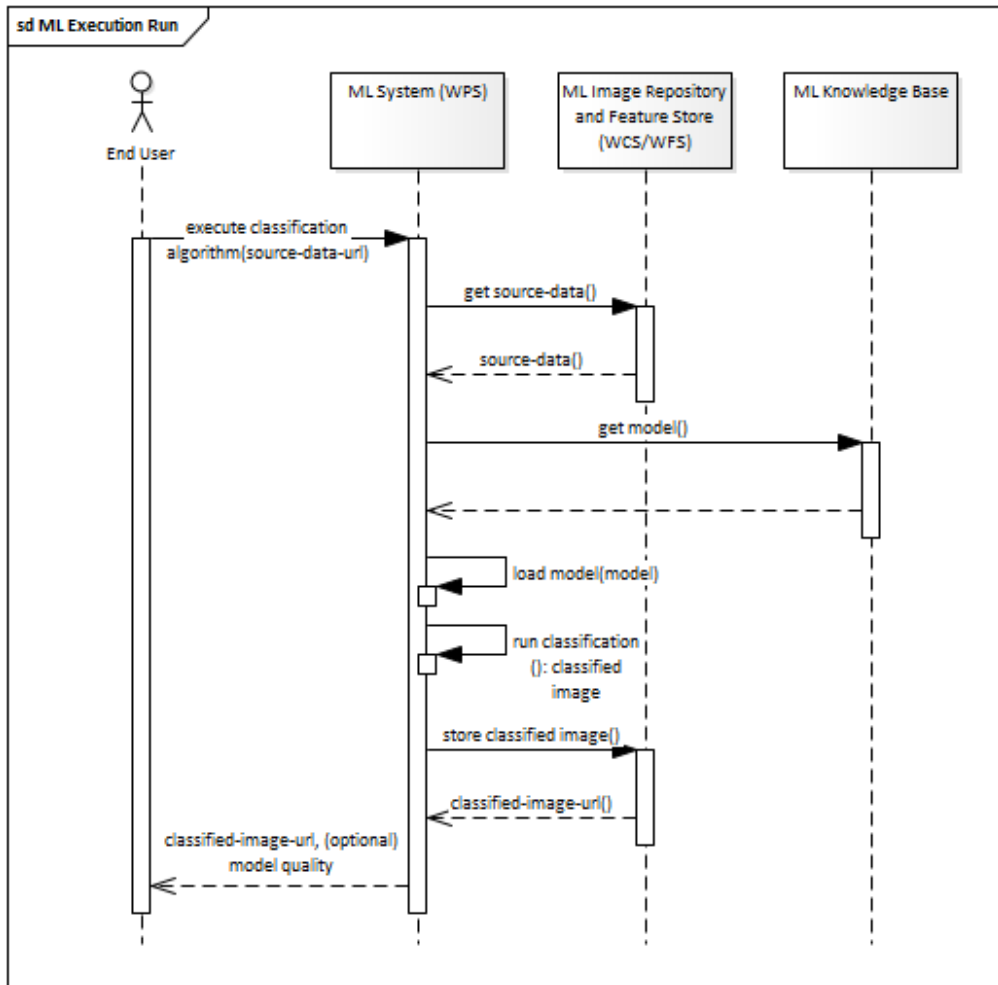 sd ML Execution Run
End User
ML System (WPS)
ML Image Repository
and Feature Store
(WCS/WFS)
ML Knowledge Base
execute classification
algorithm(source-data-url)
get source-data()
source-data()
get model()
load model(model)
run classification
(): classified
image
store classified image()
classified-image-url()
classified-image-url, (optional)
model quality